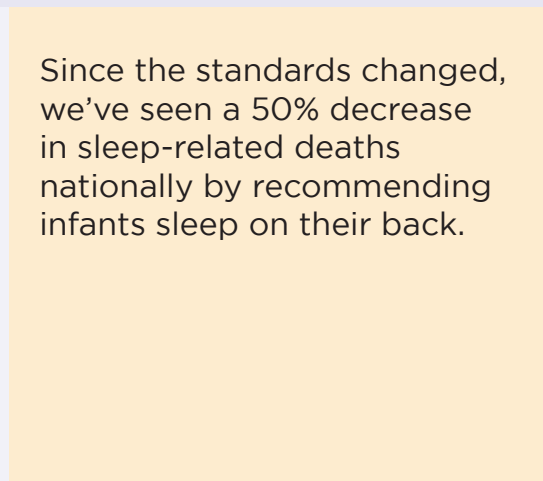 Since the standards changed,
we’ve seen a 50% decrease
in sleep-related deaths
nationally by recommending
infants sleep on their back.